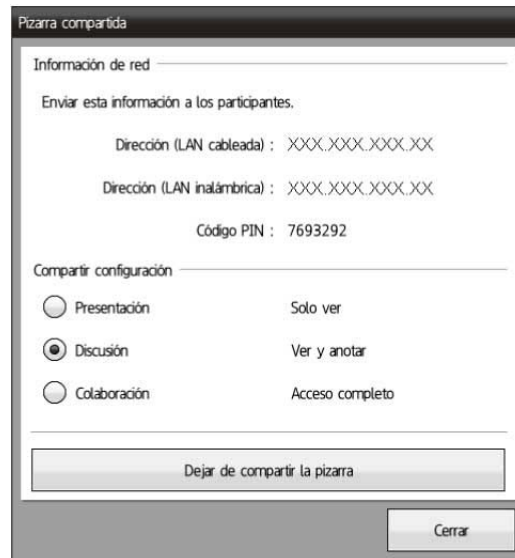 Pizarra compartida
Información de red
Enviar esta información a los participantes.
Dirección (LAN cableada) : XXX.XXX.XXX.XX
Dirección (LAN inalámbrica) : XXX.XXX.XXX.XX
Código PIN : 7693292
Compartir configuración
Presentación Solo ver
Discusión Ver y anotar
Colaboración Acceso completo
Dejar de compartir la pizarra
Cerrar